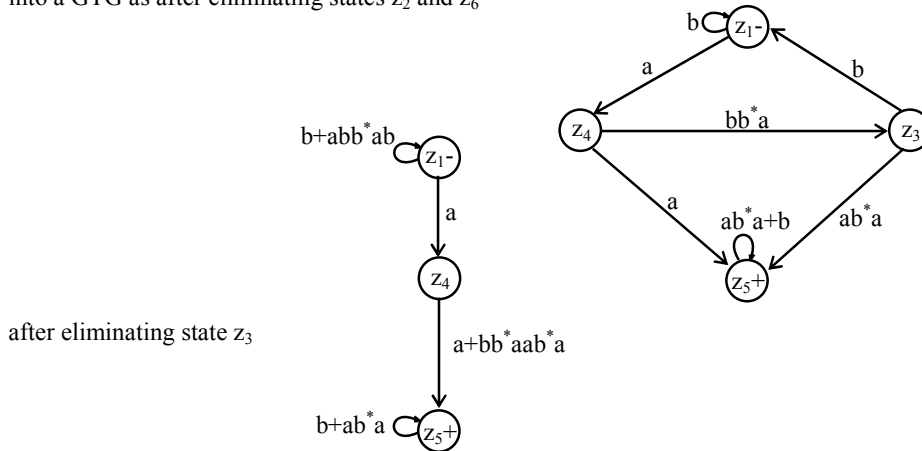 into a GTG as after eliminating states z2 and z6
b
z1-
a
b
z4
bb*a
z3
a
ab*a+b
ab*a
z5+
b+abb*ab
z1-
a
z4
after eliminating state z3
a+bb*aab*a
b+ab*a
z5+